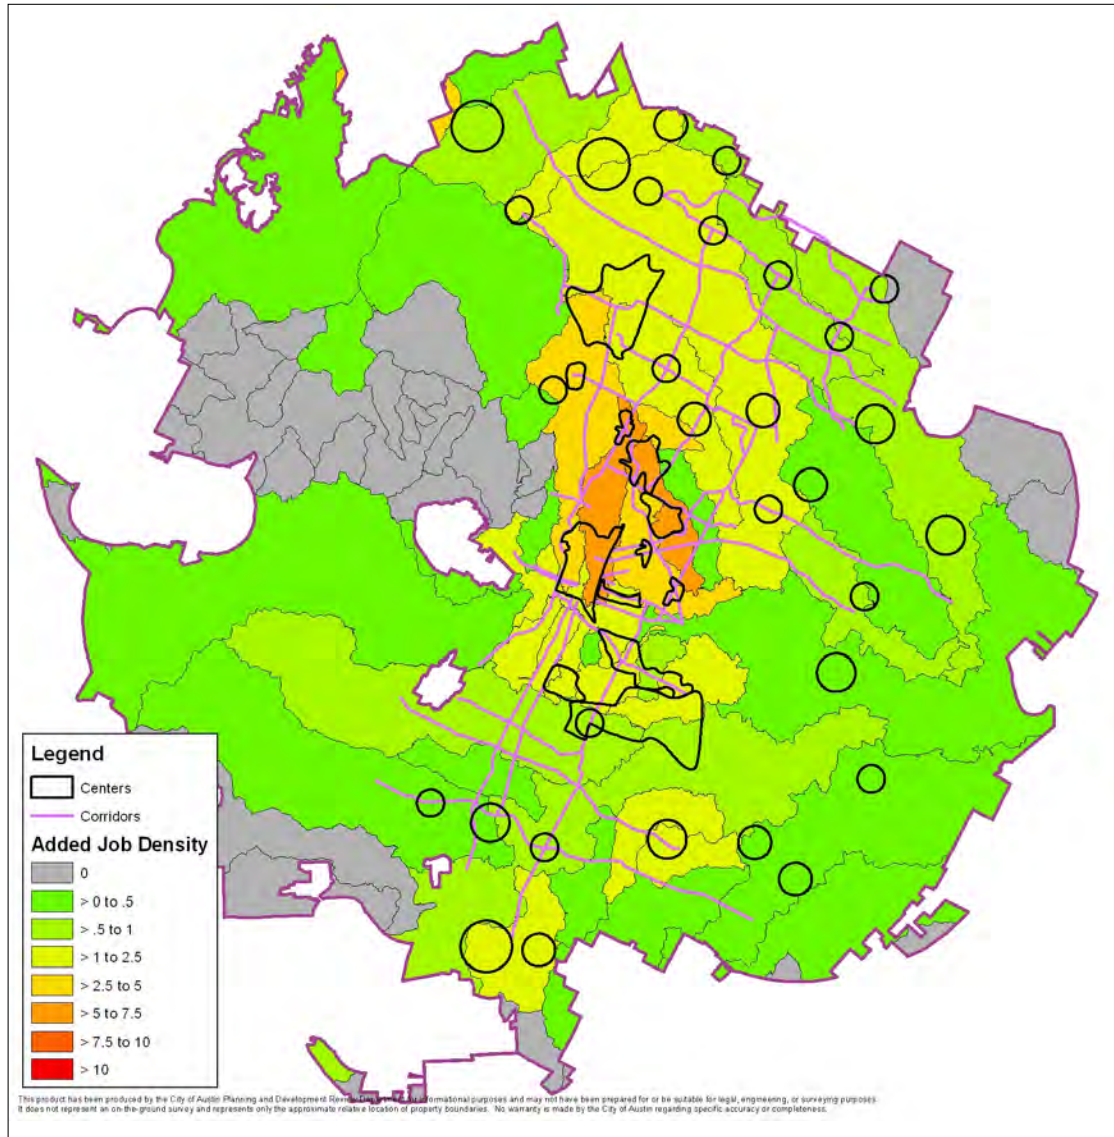 Legend
Centers
Corridors
Added Job Density
0
> 0 to .5
> .5 to 1
> 1 to 2.5
> 2.5 to 5
> 5 to 7.5
> 7.5 to 10
> 10
This product has been produced by the City of Austin Planning and Development Review Department for informational purposes and may not have been prepared for or be suitable for legal, engineering, or surveying purposes.
It does not represent an on-the-ground survey and represents only the approximate relative location of property boundaries. No warranty is made by the City of Austin regarding specific accuracy or completeness.